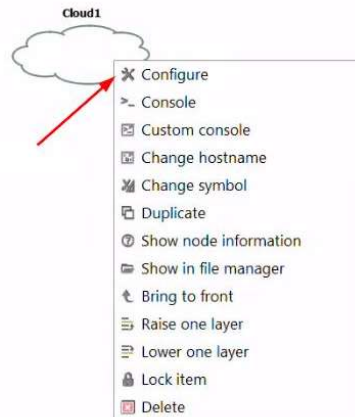 Cloud1
Configure
Console
Custom console
Change hostname
Change symbol
Duplicate
Show node information
Show in file manager
Bring to front
Raise one layer
Lower one layer
Lock item
Delete